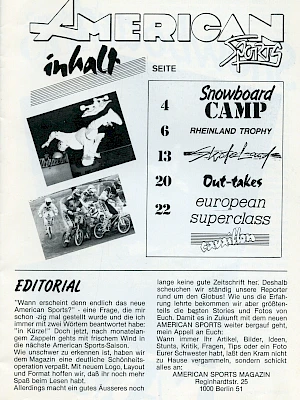 AMERICAN
SPORTS
inhalt
SEITE
4 Snowboard CAMP
6 RHEINLAND TROPHY
13
20 Out-takes
22 european superclass
cavillon
EDITORIAL
"Wann erscheint denn endlich das neue
American Sports?" - eine Frage, die mir
schon -zig mal gestellt wurde und die ich
immer mit zwei Wörtern beantwortet habe:
"in Kürze!" Doch jetzt, nach monatelan-
gem Zappeln gehts mit frischem Wind in
die nächste American Sports-Saison.
Wie unschwer zu erkennen ist, haben wir
dem Magazin eine deutliche Schönheits-
operation verpaßt. Mit neuem Logo, Layout
und Format hoffen wir, daß ihr noch mehr
Spaß beim Lesen habt.
Allerdings macht ein gutes Äusseres noch
lange keine gute Zeitschrift her. Deshalb
scheuchten wir ständig unsere Reporter
rund um den Globus! Wie uns die Erfah-
rung lehrte bekommen wir aber größten-
teils die besten Stories und Fotos von
Euch. Damit es in Zukunft mit dem neuen
AMERICAN SPORTS weiter bergauf geht,
mein Appell an Euch:
Wann immer Ihr Artikel, Bilder, Ideen,
Stunts, Kritik, Fragen, Tips oder ein Foto
Eurer Schwester habt, laßt den Kram nicht
zu Hause vergammeln, sondern schickt
alles an:
AMERICAN SPORTS MAGAZIN
Reginhardtstr. 25
1000 Berlin 51